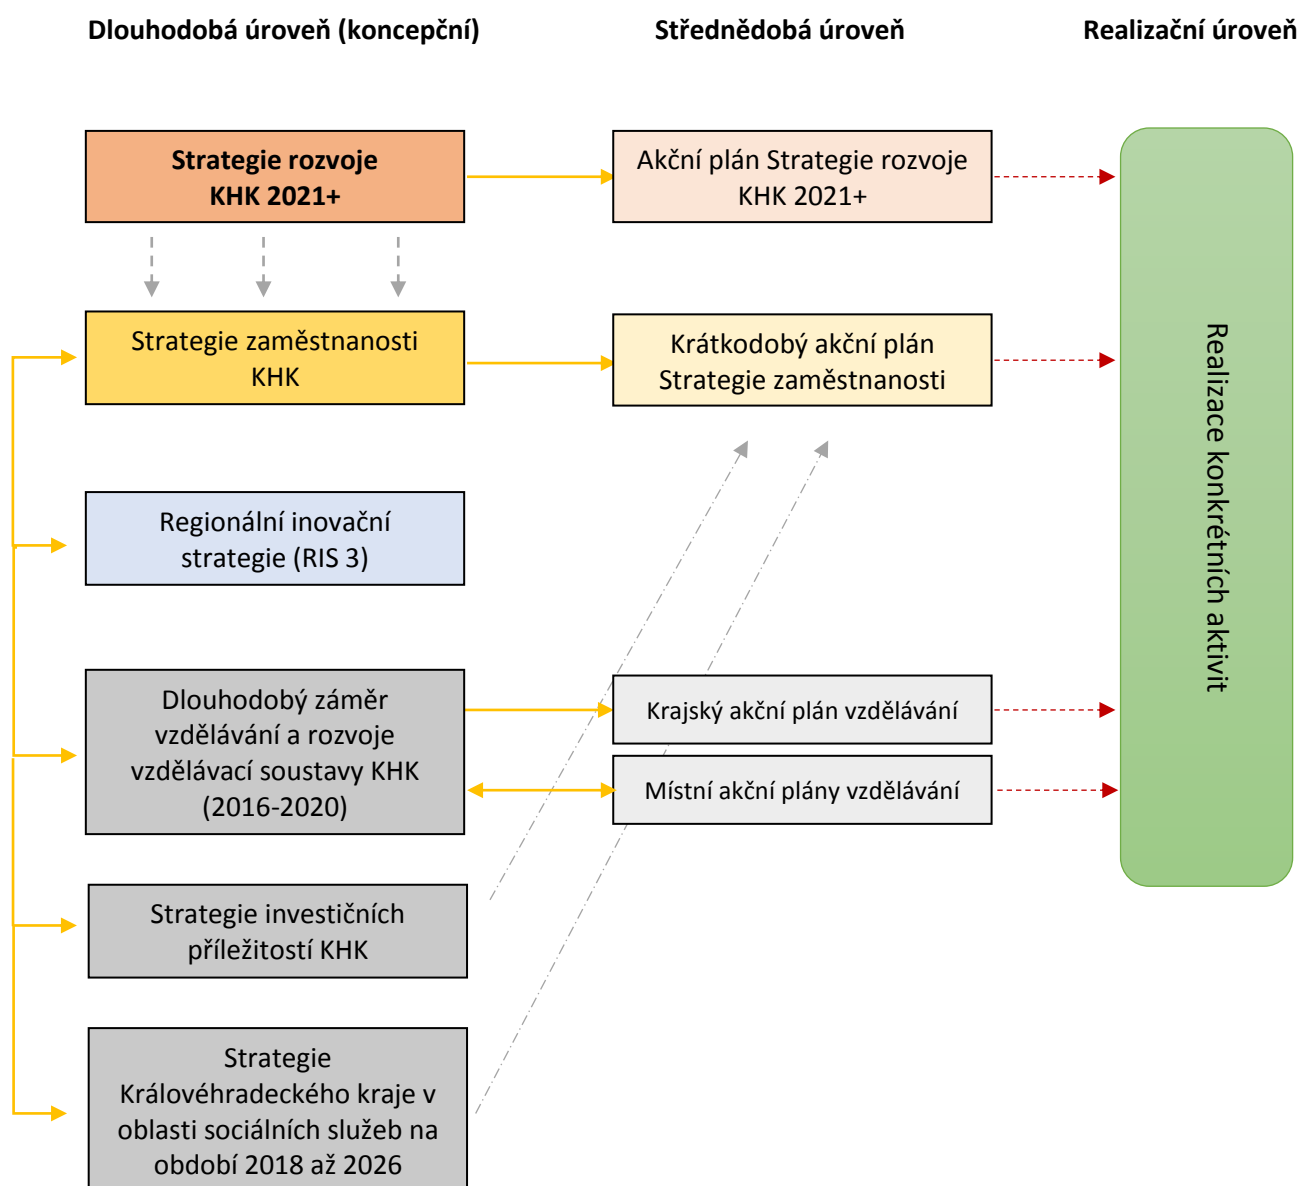 Dlouhodobá úroveň (koncepční)
Střednědobá úroveň
Realizační úroveň
Strategie rozvoje
KHK 2021+
Akční plán Strategie rozvoje
KHK 2021+
Strategie zaměstnanosti
KHK
Krátkodobý akční plán
Strategie zaměstnanosti
Regionální inovační
strategie (RIS 3)
Dlouhodobý záměr
vzdělávání a rozvoje
vzdělávací soustavy KHK
(2016-2020)
Krajský akční plán vzdělávání
Místní akční plány vzdělávání
Strategie investičních
příležitostí KHK
Strategie
Královéhradeckého kraje v
oblasti sociálních služeb na
období 2018 až 2026
Realizace konkrétních aktivit